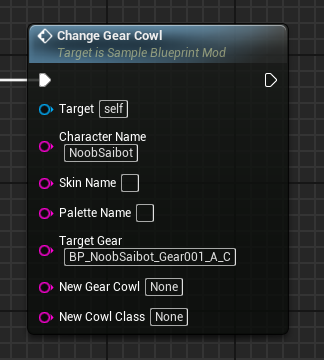 Change Gear Cowl
Target is Sample Blueprint Mod
Target self
Character Name
NoobSaibot
Skin Name
Palette Name
Target Gear
BP_NoobSaibot_Gear001_A_C
New Gear Cowl None
New Cowl Class None